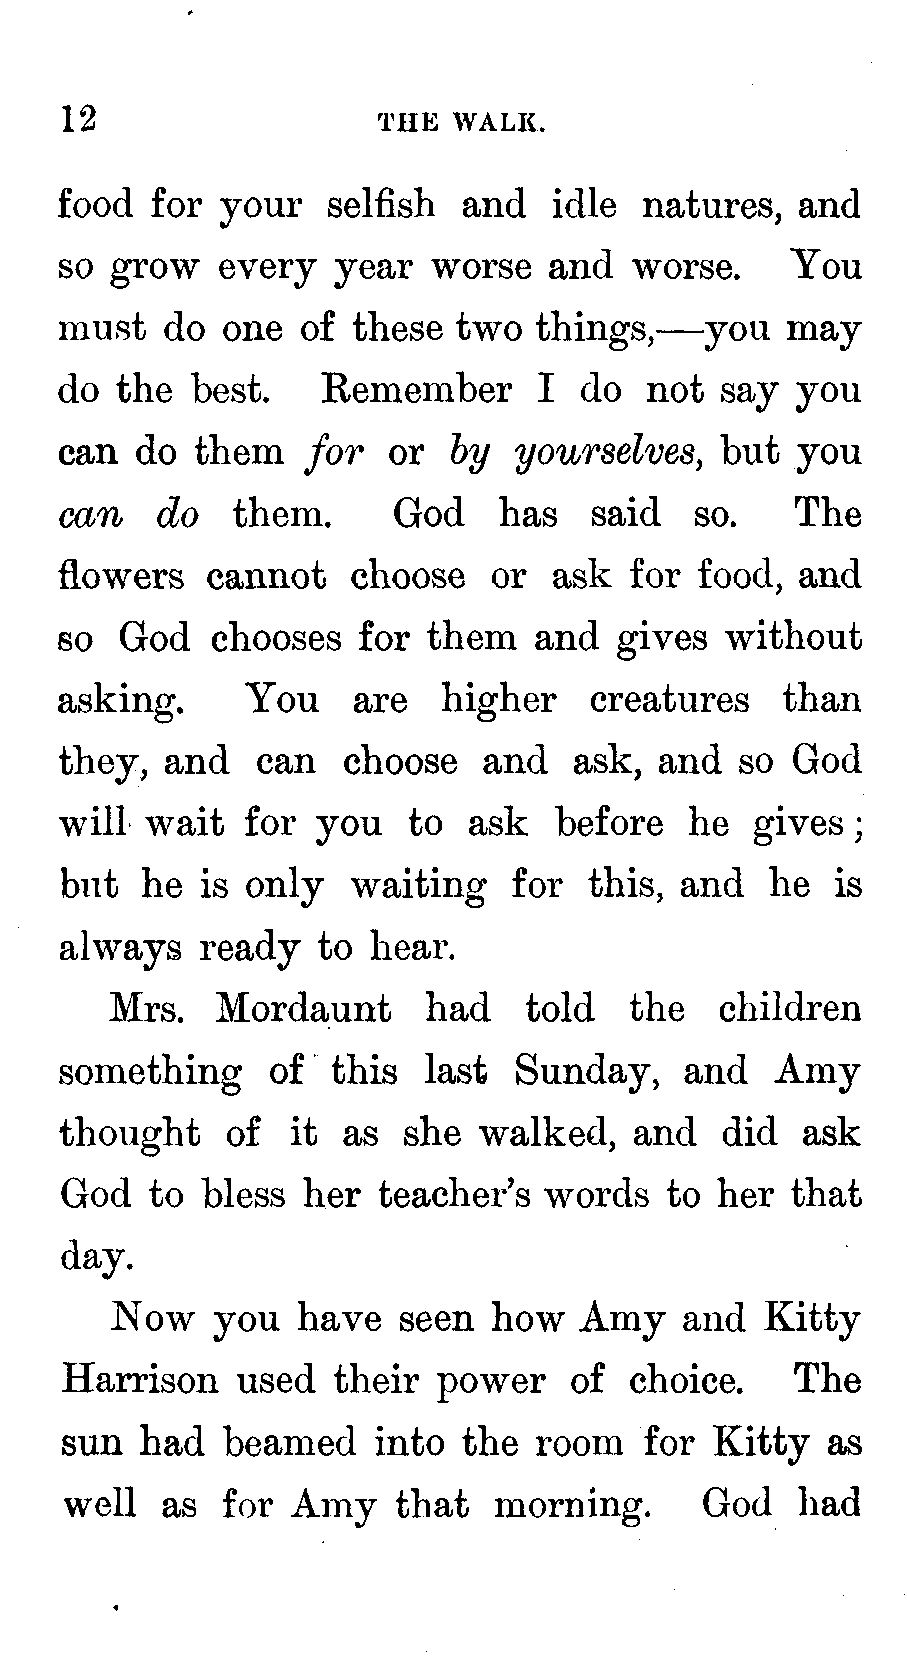 12 THE WALK.
food for your selfish and idle natures, and
so grow every year worse and worse. You
must do one of these two things,—you may
do the best. Remember I do not say you
can do them for or by yourselves, but you
can do them. God has said so. The
flowers cannot choose or ask for food, and
so God chooses for them and gives without
asking. You are higher creatures than
they, and can choose and ask, and so God
will wait for you to ask before he gives;
but he is only waiting for this, and he is
always ready to hear.
Mrs. Mordaunt had told the children
something of this last Sunday, and Amy
thought of it as she walked, and did ask
God to bless her teacher's words to her that
day.
Now you have seen how Amy and Kitty
Harrison used their power of choice. The
sun had beamed into the room for Kitty as
well as for Amy that morning. God had